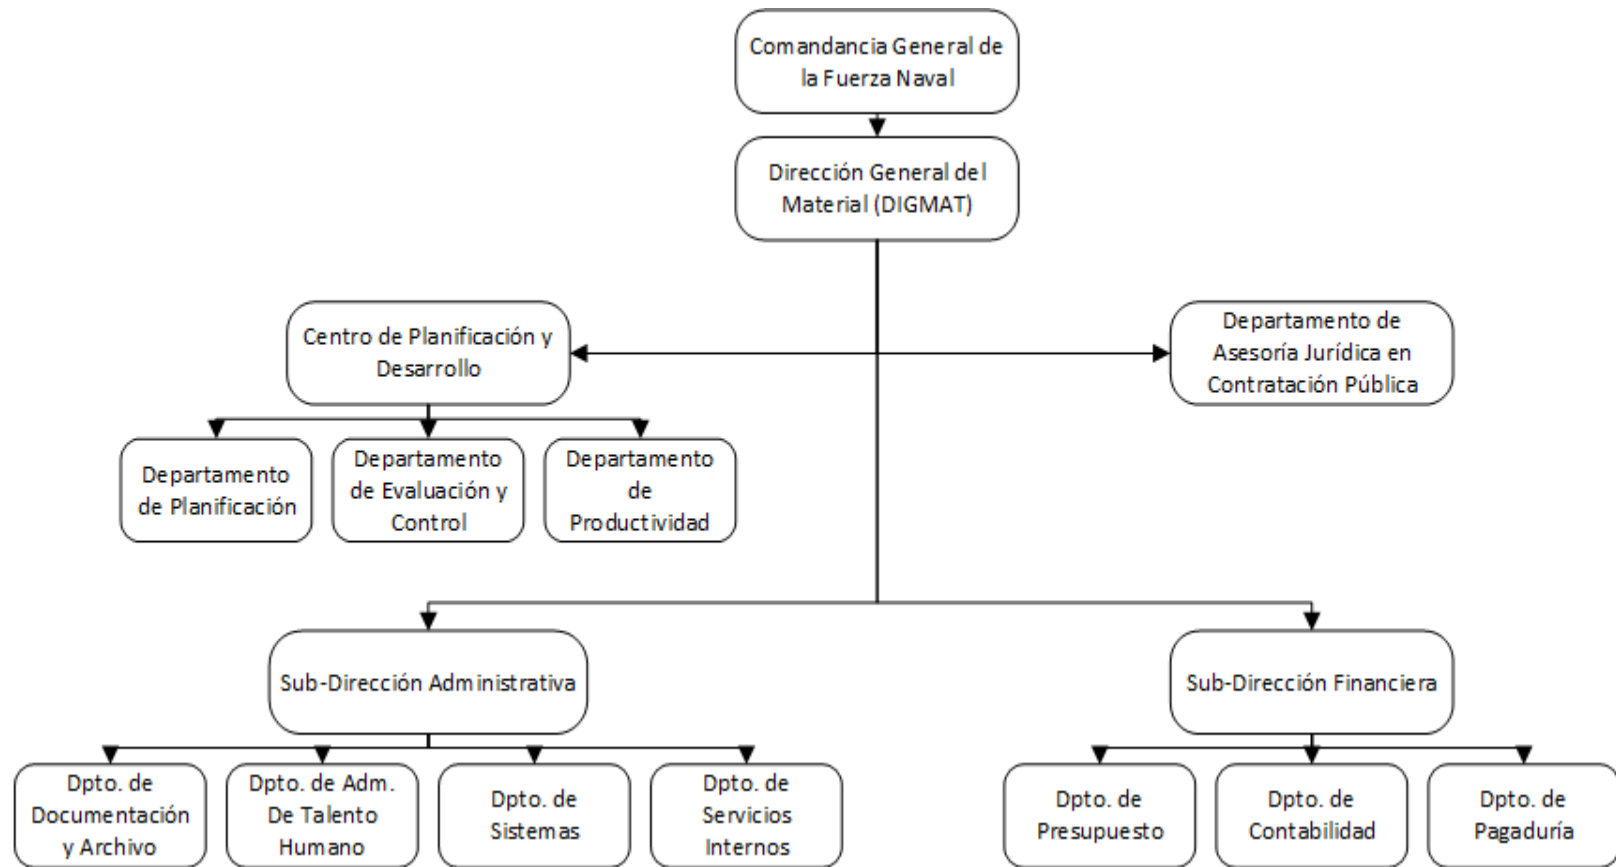 Comandancia General de
la Fuerza Naval
Dirección General del
Material (DIGMAT)
Centro de Planificación y
Desarrollo
Departamento de
Asesoría Jurídica en
Contratación Pública
Departamento
de Planificación
Departamento
de Evaluación y
Control
Departamento
de
Productividad
Sub-Dirección Administrativa
Sub-Dirección Financiera
Dpto. de
Documentación
y Archivo
Dpto. de Adm.
De Talento
Humano
Dpto. de
Sistemas
Dpto. de
Servicios
Internos
Dpto. de
Presupuesto
Dpto. de
Contabilidad
Dpto. de
Pagaduría